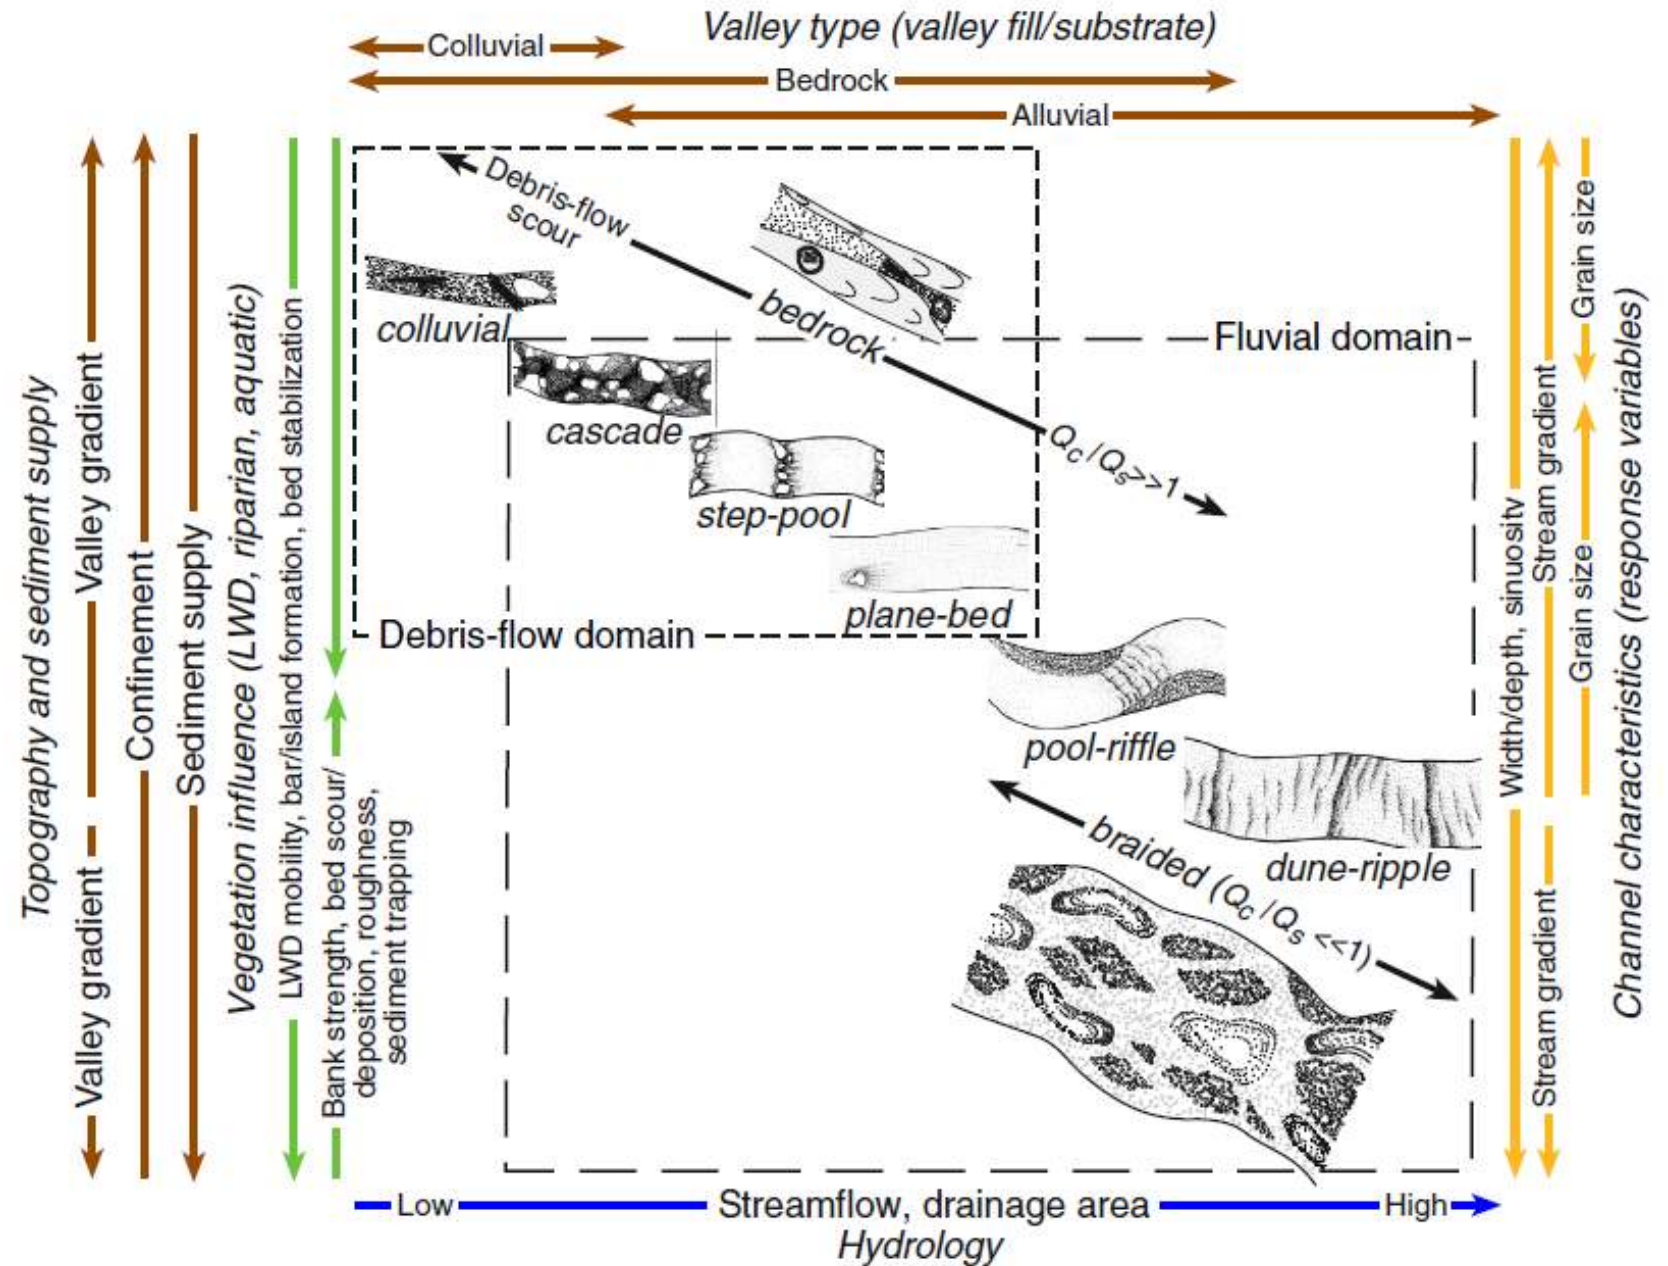 Valley type (valley fill/substrate)
Colluvial
Bedrock
Alluvial
Topography and sediment supply
Valley gradient
Valley gradient
Confinement
Sediment supply
Vegetation influence (LWD, riparian, aquatic)
LWD mobility, bar/island formation, bed stabilization
Bank strength, bed scour/
deposition, roughness,
sediment trapping
Debris-flow
scour
bedrock
Qc/Qs>>1
colluvial
Fluvial domain
cascade
step-pool
plane-bed
Debris-flow domain
pool-riffle
dune-ripple
braided (Qc/Qs <<1)
Width/depth, sinuosity
Stream gradient
Stream gradient
Grain size
Grain size
Channel characteristics (response variables)
Low
Streamflow, drainage area
High
Hydrology